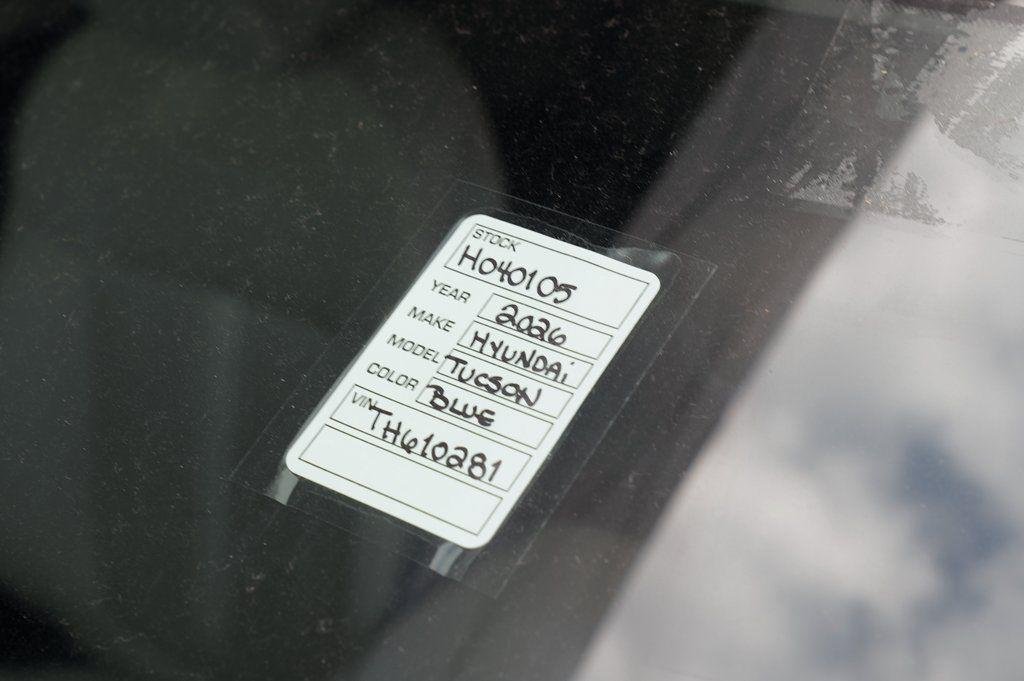 STOCK
H040105
YEAR 2026
MAKE HYUNDAi
MODEL TUCSON
COLOR BLUE
VIN TH610281